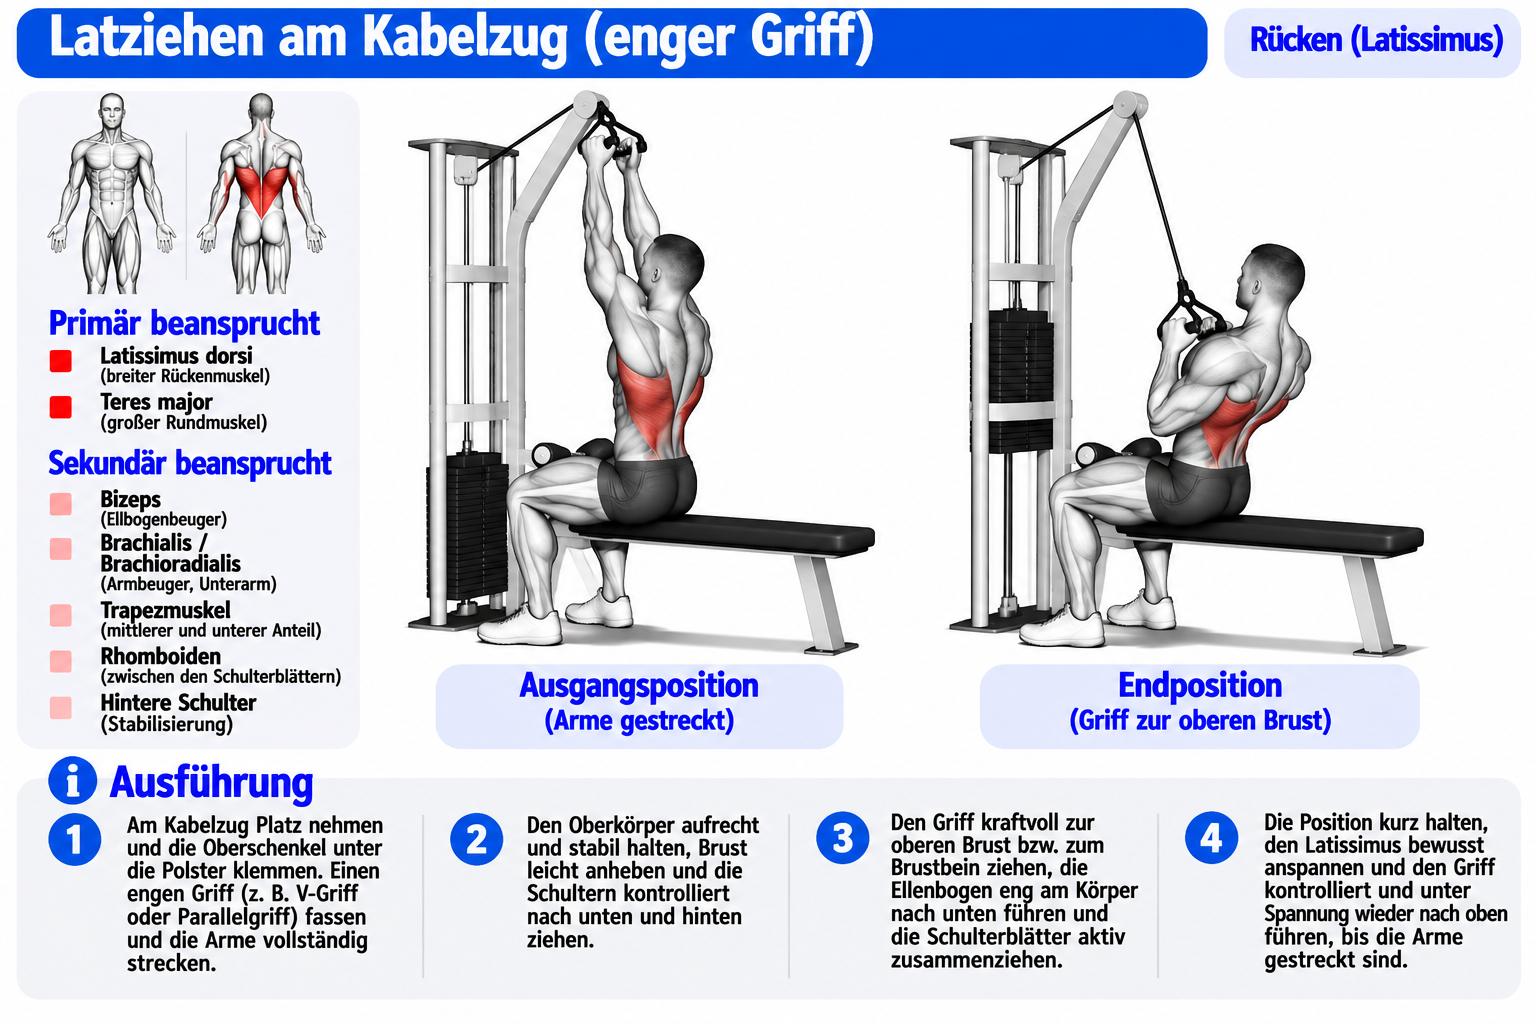 Latziehen am Kabelzug (enger Griff)
Rücken (Latissimus)
Primär beansprucht
Latissimus dorsi
(breiter Rückenmuskel)
Teres major
(großer Rundmuskel)
Sekundär beansprucht
Bizeps
(Ellbogenbeuger)
Brachialis /
Brachioradialis
(Armbeuger, Unterarm)
Trapezmuskel
(mittlerer und unterer Anteil)
Rhomboiden
(zwischen den Schulterblättern)
Hintere Schulter
(Stabilisierung)
Ausgangsposition
(Arme gestreckt)
Endposition
(Griff zur oberen Brust)
i Ausführung
1
Am Kabelzug Platz nehmen
und die Oberschenkel unter
die Polster klemmen. Einen
engen Griff (z. B. V-Griff
oder Parallelgriff) fassen
und die Arme vollständig
strecken.
2
Den Oberkörper aufrecht
und stabil halten, Brust
leicht anheben und die
Schultern kontrolliert
nach unten und hinten
ziehen.
3
Den Griff kraftvoll zur
oberen Brust bzw. zum
Brustbein ziehen, die
Ellenbogen eng am Körper
nach unten führen und
die Schulterblätter aktiv
zusammenziehen.
4
Die Position kurz halten,
den Latissimus bewusst
anspannen und den Griff
kontrolliert und unter
Spannung wieder nach oben
führen, bis die Arme
gestreckt sind.